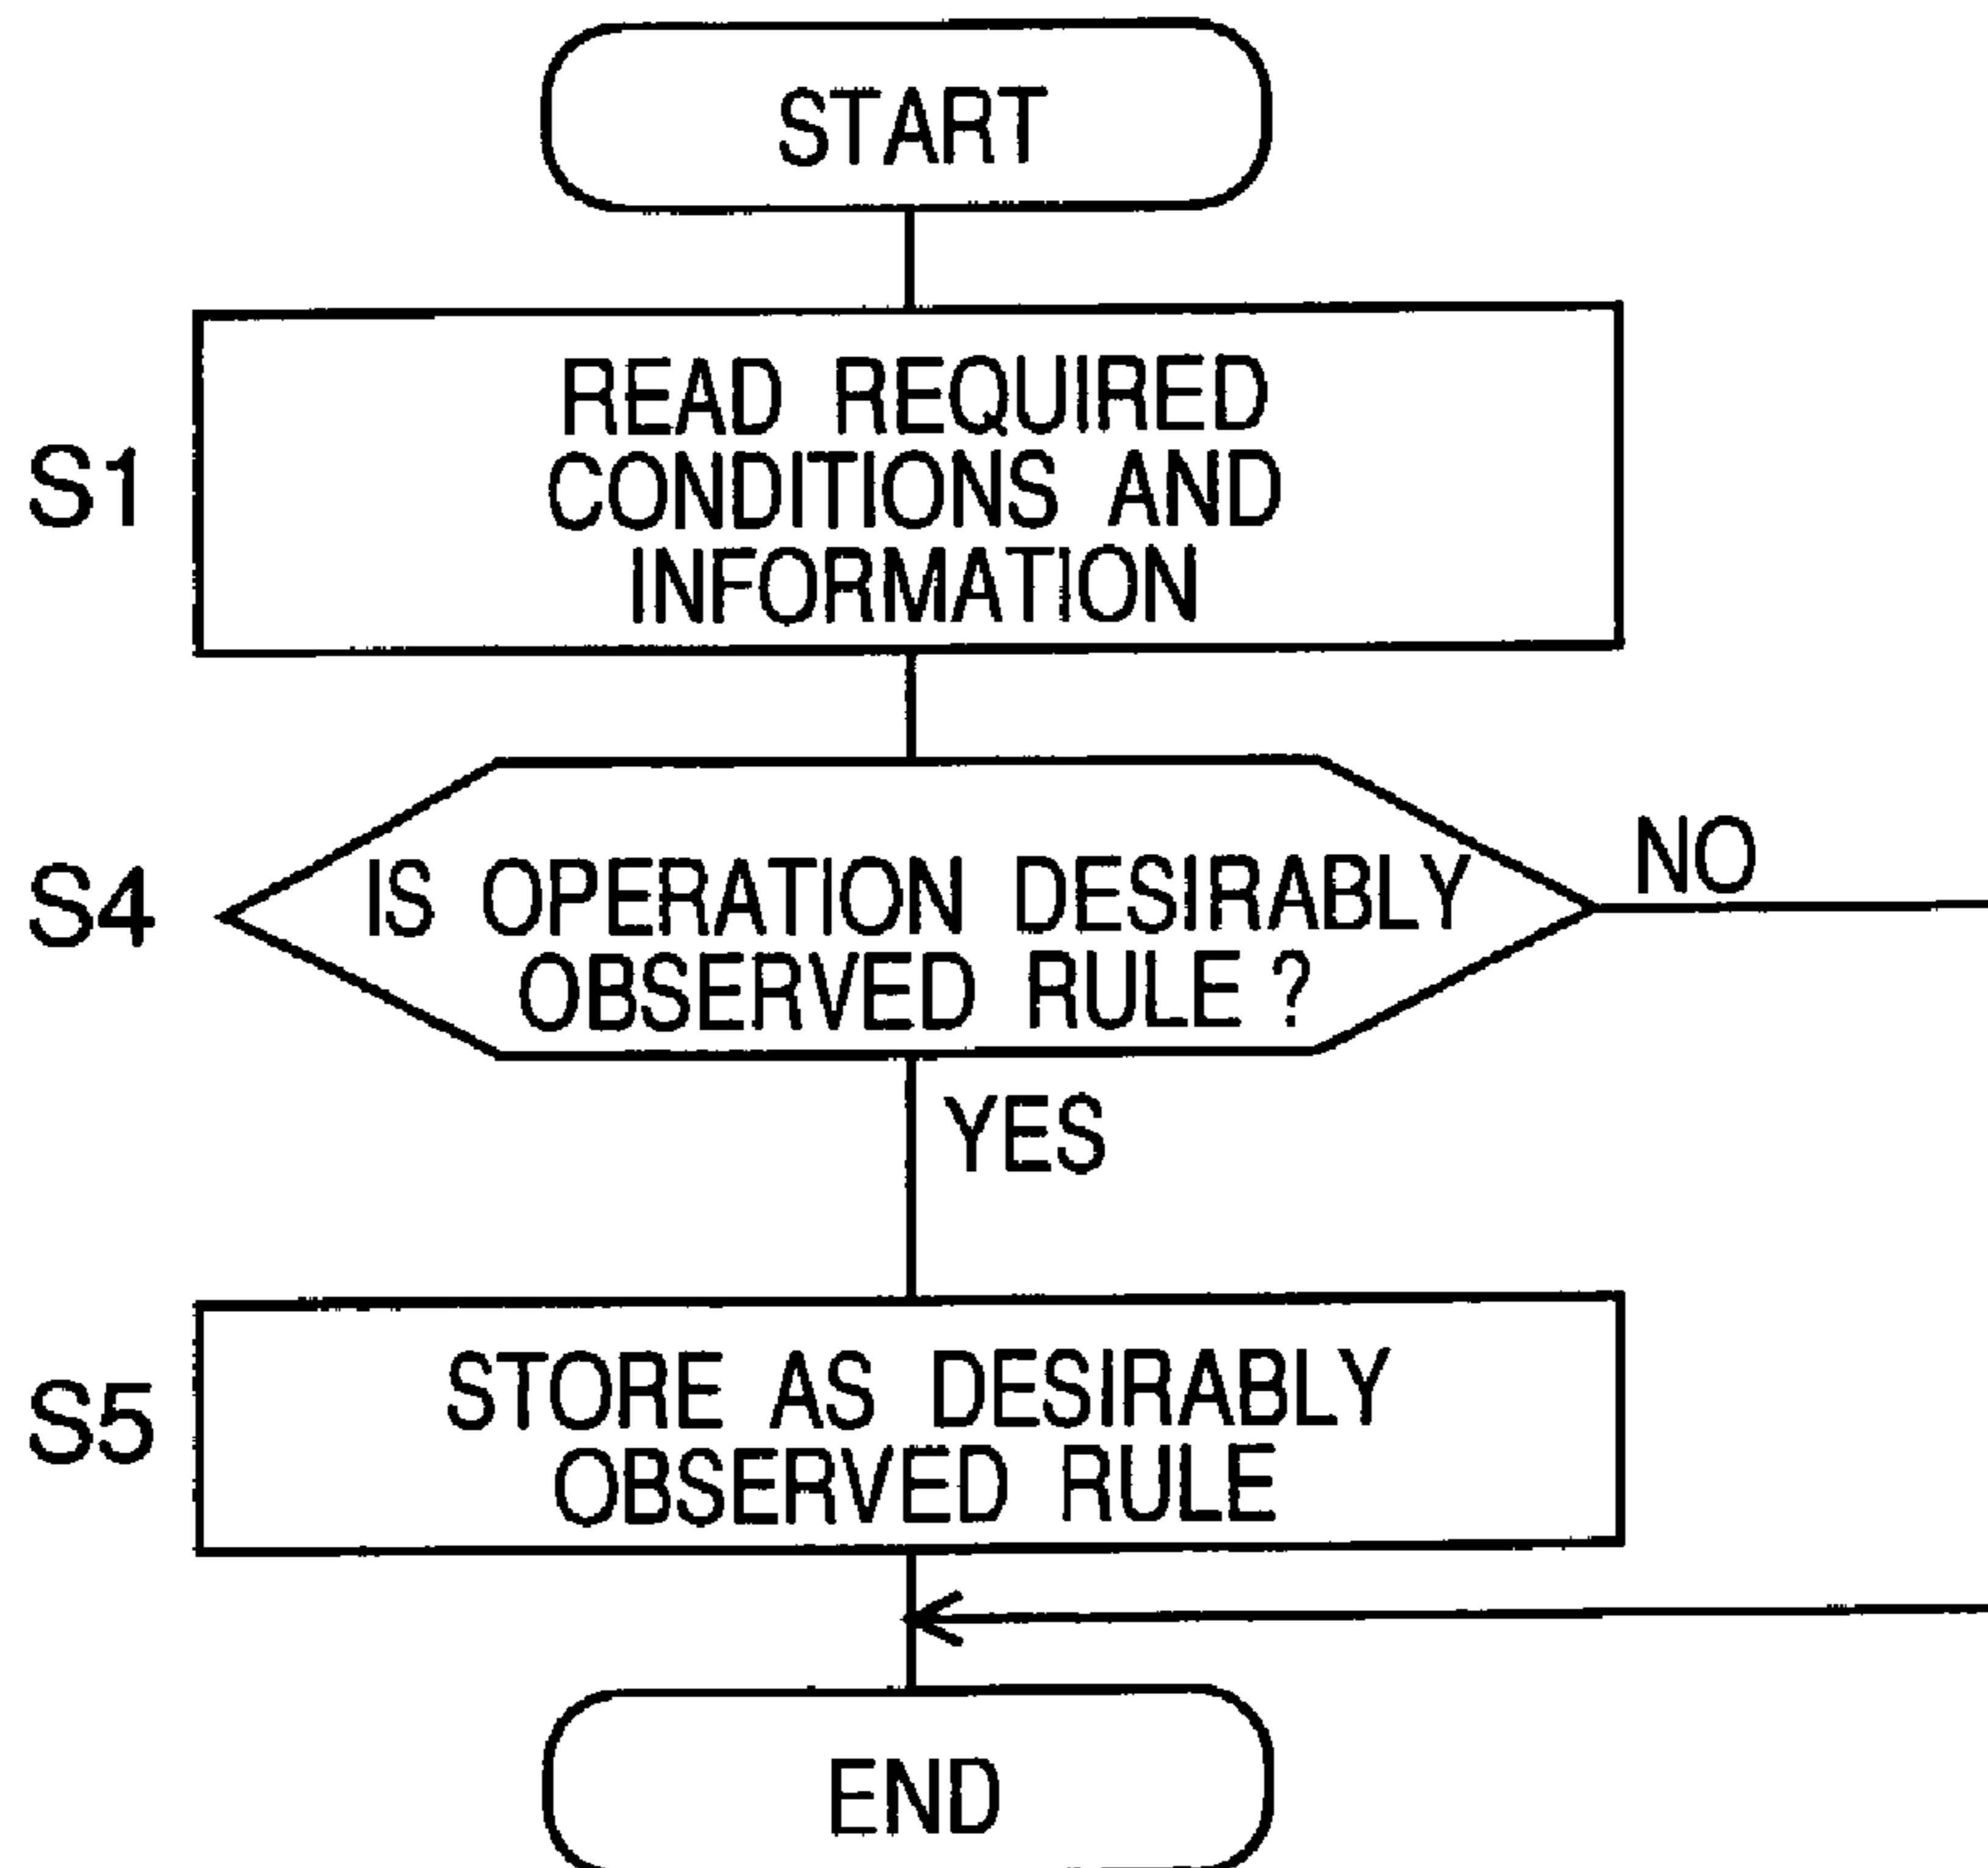 START
S1
READ REQUIRED
CONDITIONS AND
INFORMATION
S4
IS OPERATION DESIRABLY
OBSERVED RULE ?
NO
YES
S5
STORE AS DESIRABLY
OBSERVED RULE
END